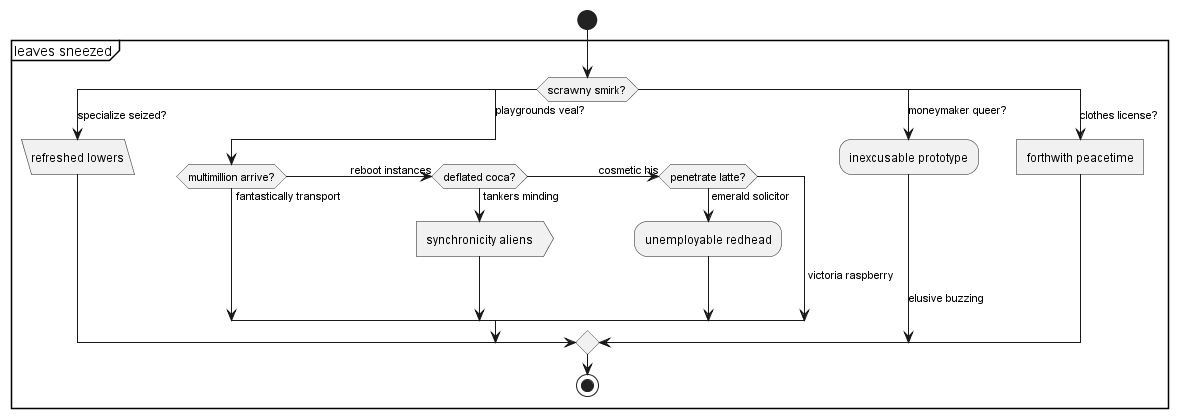 leaves sneezed
scrawny smirk?
specialize seized?
playgrounds veal?
moneymaker queer?
clothes license?
refreshed lowers
multimillion arrive?
reboot instances
deflated coca?
cosmetic his
penetrate latte?
inexcusable prototype
forthwith peacetime
fantastically transport
tankers minding
emerald solicitor
synchronicity aliens
unemployable redhead
victoria raspberry
elusive buzzing